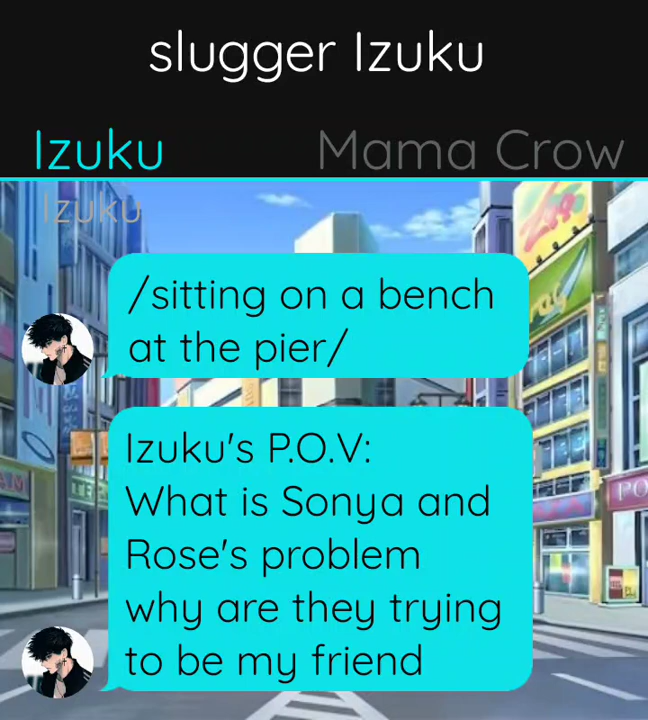 slugger Izuku
Izuku
Mama Crow
Izuku
/sitting on a bench
at the pier/
Izuku's P.O.V:
What is Sonya and
Rose's problem
why are they trying
to be my friend